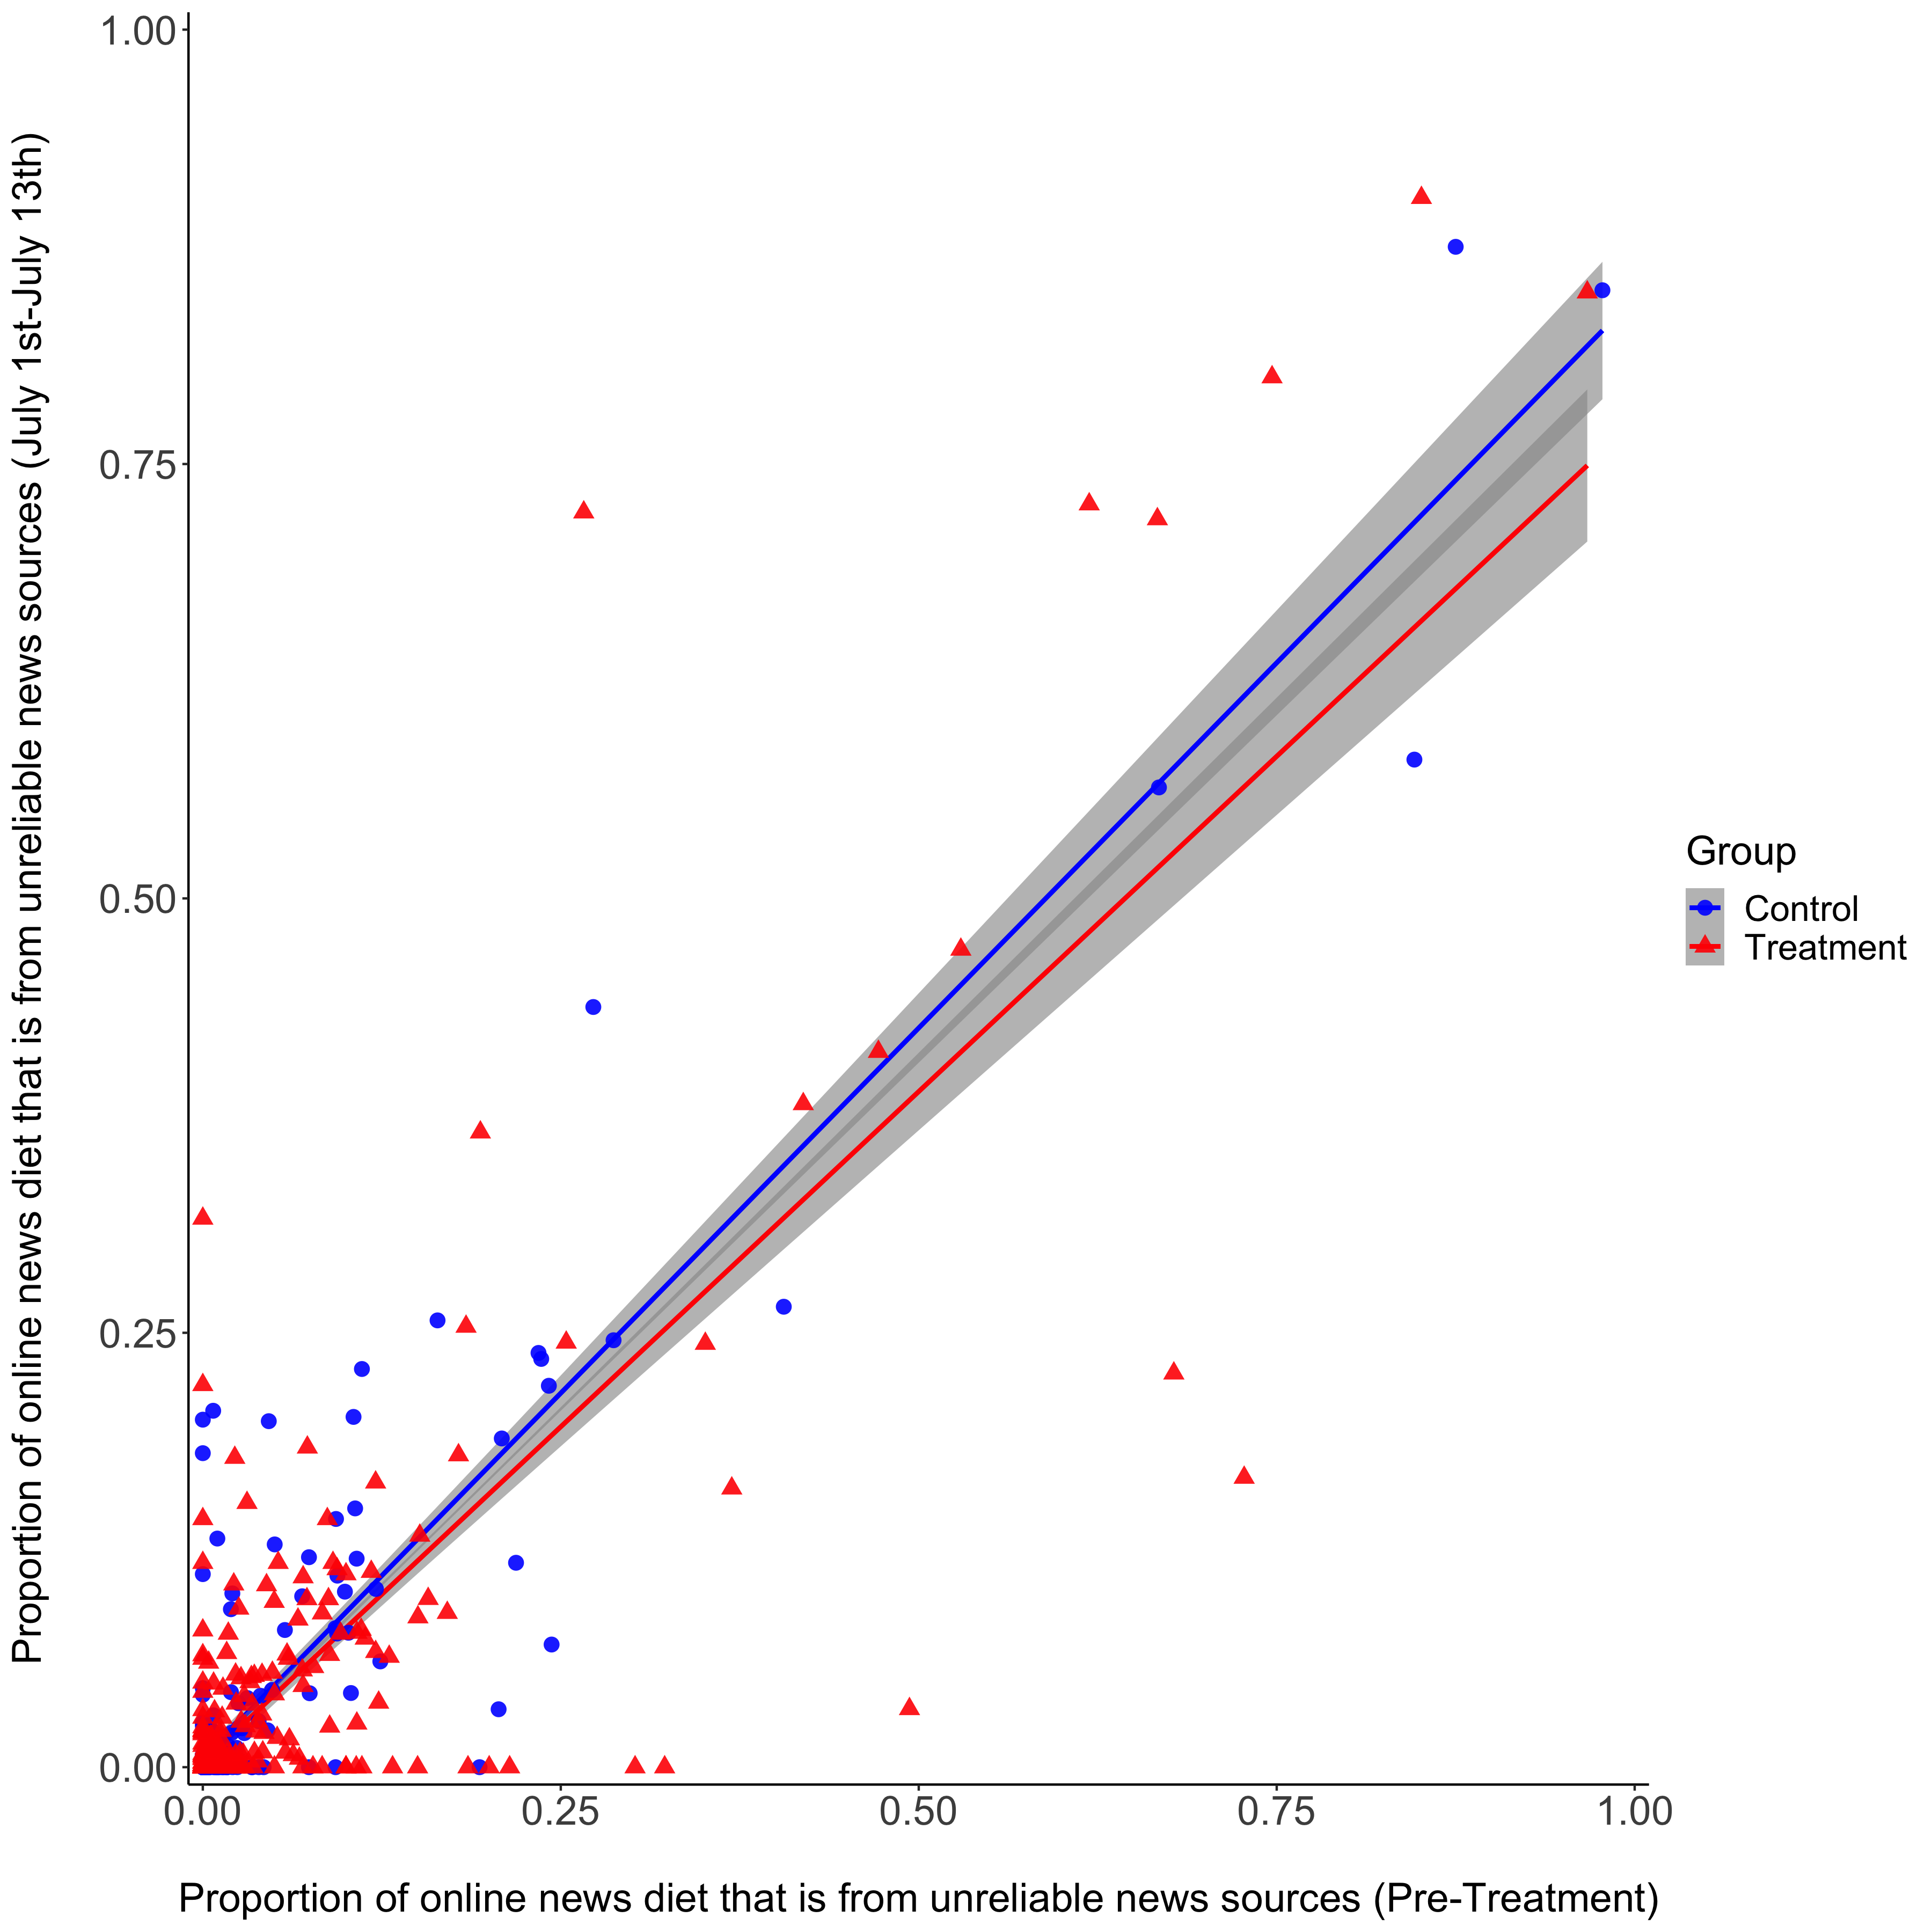 Proportion of online news diet that is from unreliable news sources (July 1st-July 13th)
1.00
0.75
0.50
0.25
0.00
0.00 0.25 0.50 0.75 1.00
Proportion of online news diet that is from unreliable news sources (Pre-Treatment)
Group
Control
Treatment